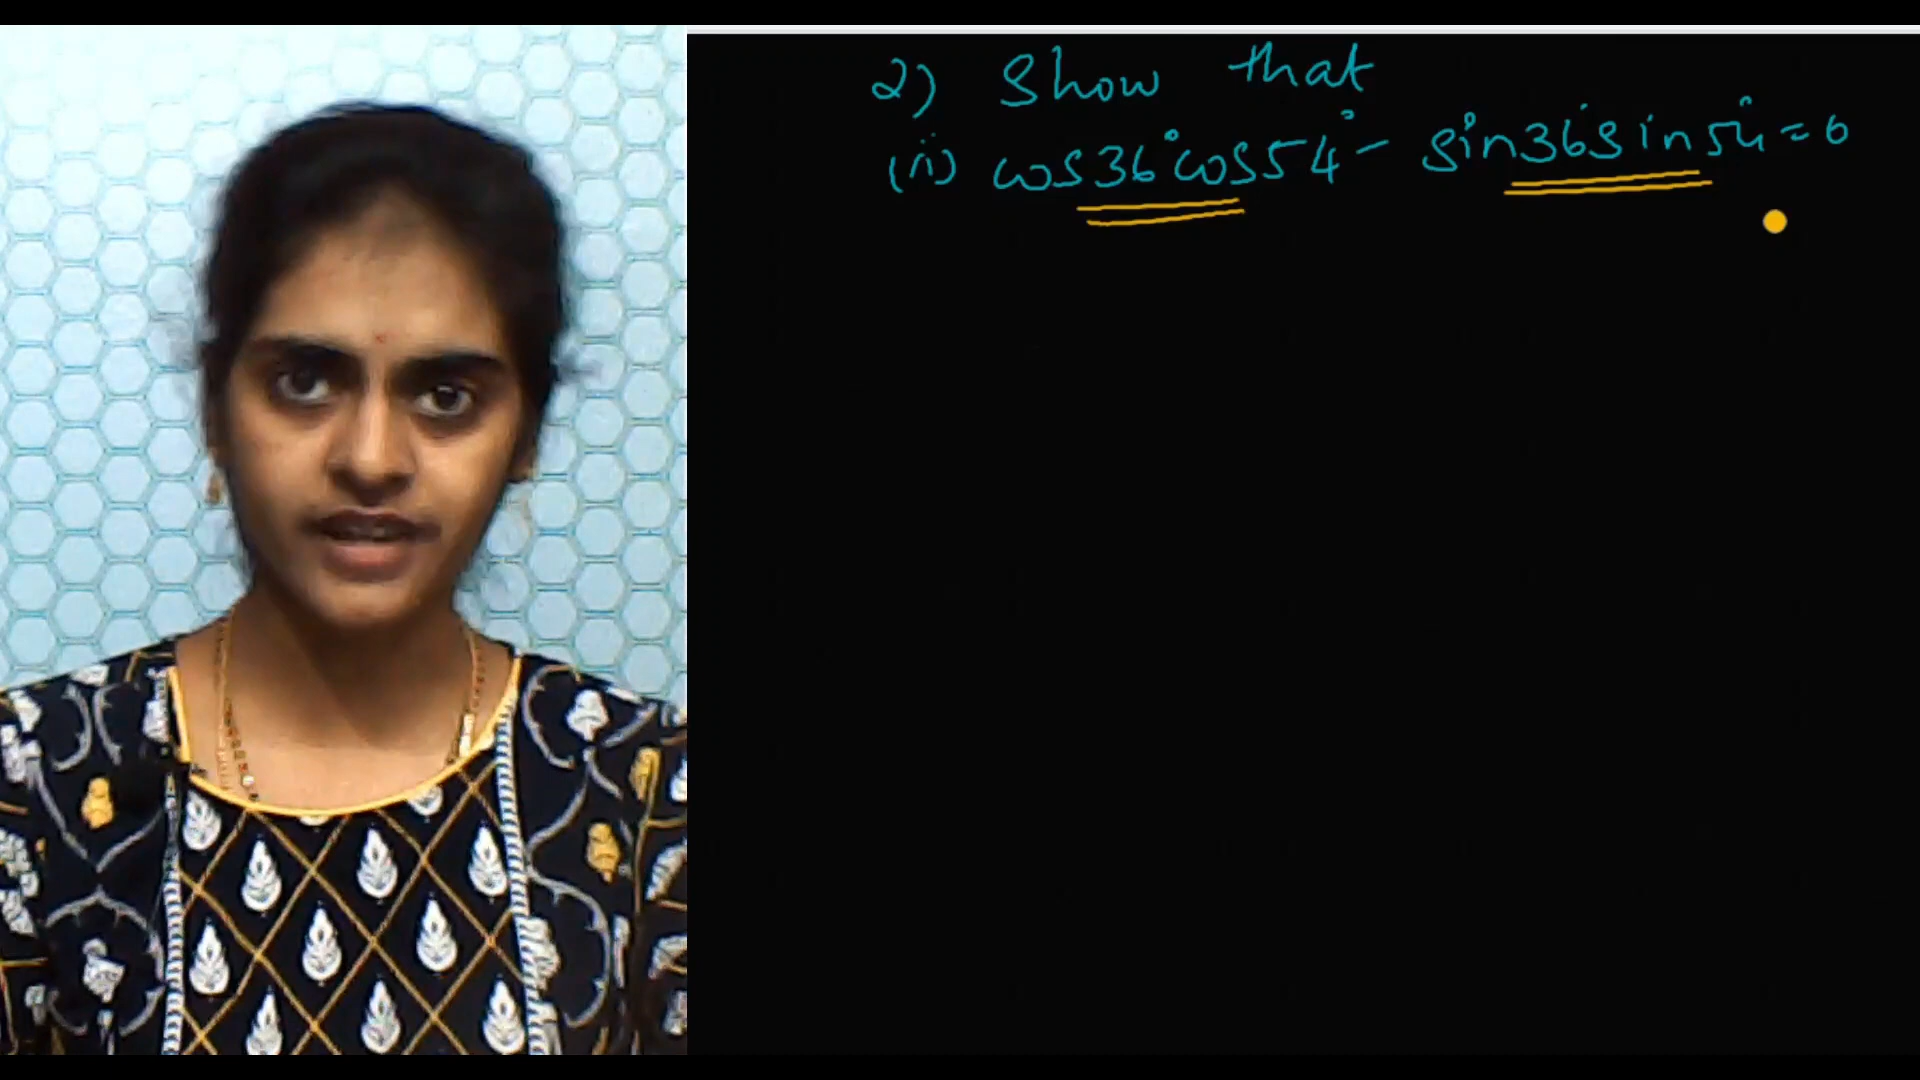 2) Show that
(ii) cos36°cos54° - sin36°sin54° = 0